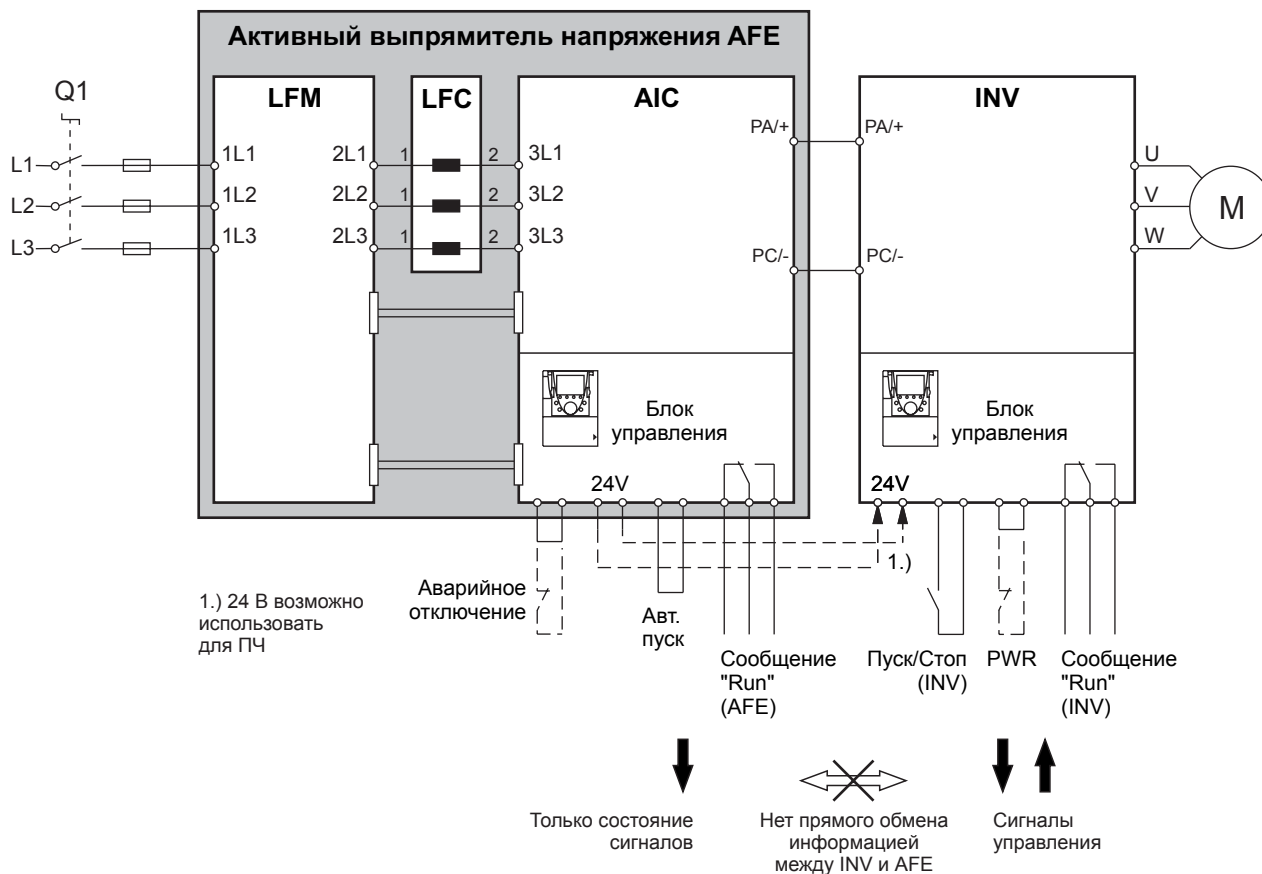 Активный выпрямитель напряжения AFE
Q1
LFM
LFC
AIC
INV
PA/+
PA/+
L1
1L1
2L1
1
2
3L1
U
L2
1L2
2L2
1
2
3L2
V
M
L3
1L3
2L3
1
2
3L3
W
PC/-
PC/-
Блок
управления
Блок
управления
24V
24V
1.)
1.) 24 В возможно
использовать
для ПЧ
Аварийное
отключение
Авт.
пуск
Сообщение
"Run"
(AFE)
Пуск/Стоп
(INV)
PWR
Сообщение
"Run"
(INV)
Только состояние
сигналов
Нет прямого обмена
информацией
между INV и AFE
Сигналы
управления